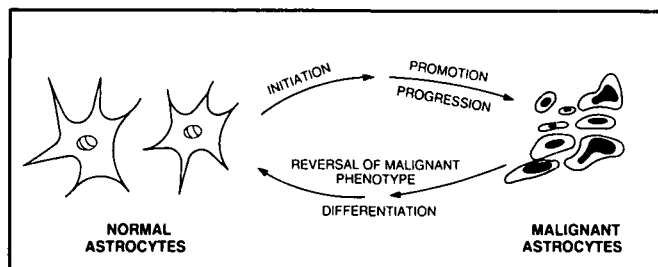 INITIATION
PROMOTION
PROGRESSION
REVERSAL OF MALIGNANT
PHENOTYPE
DIFFERENTIATION
NORMAL
ASTROCYTES
MALIGNANT
ASTROCYTES